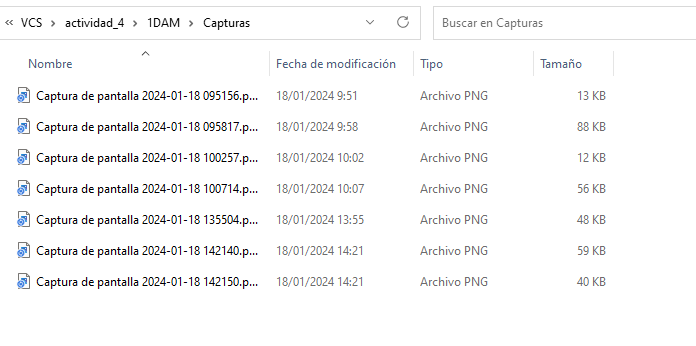 « VCS > actividad_4 > 1DAM > Capturas
Buscar en Capturas
Nombre Fecha de modificación Tipo Tamaño
Captura de pantalla 2024-01-18 095156.p... 18/01/2024 9:51 Archivo PNG 13 KB
Captura de pantalla 2024-01-18 095817.p... 18/01/2024 9:58 Archivo PNG 88 KB
Captura de pantalla 2024-01-18 100257.p... 18/01/2024 10:02 Archivo PNG 12 KB
Captura de pantalla 2024-01-18 100714.p... 18/01/2024 10:07 Archivo PNG 56 KB
Captura de pantalla 2024-01-18 135504.p... 18/01/2024 13:55 Archivo PNG 48 KB
Captura de pantalla 2024-01-18 142140.p... 18/01/2024 14:21 Archivo PNG 59 KB
Captura de pantalla 2024-01-18 142150.p... 18/01/2024 14:21 Archivo PNG 40 KB